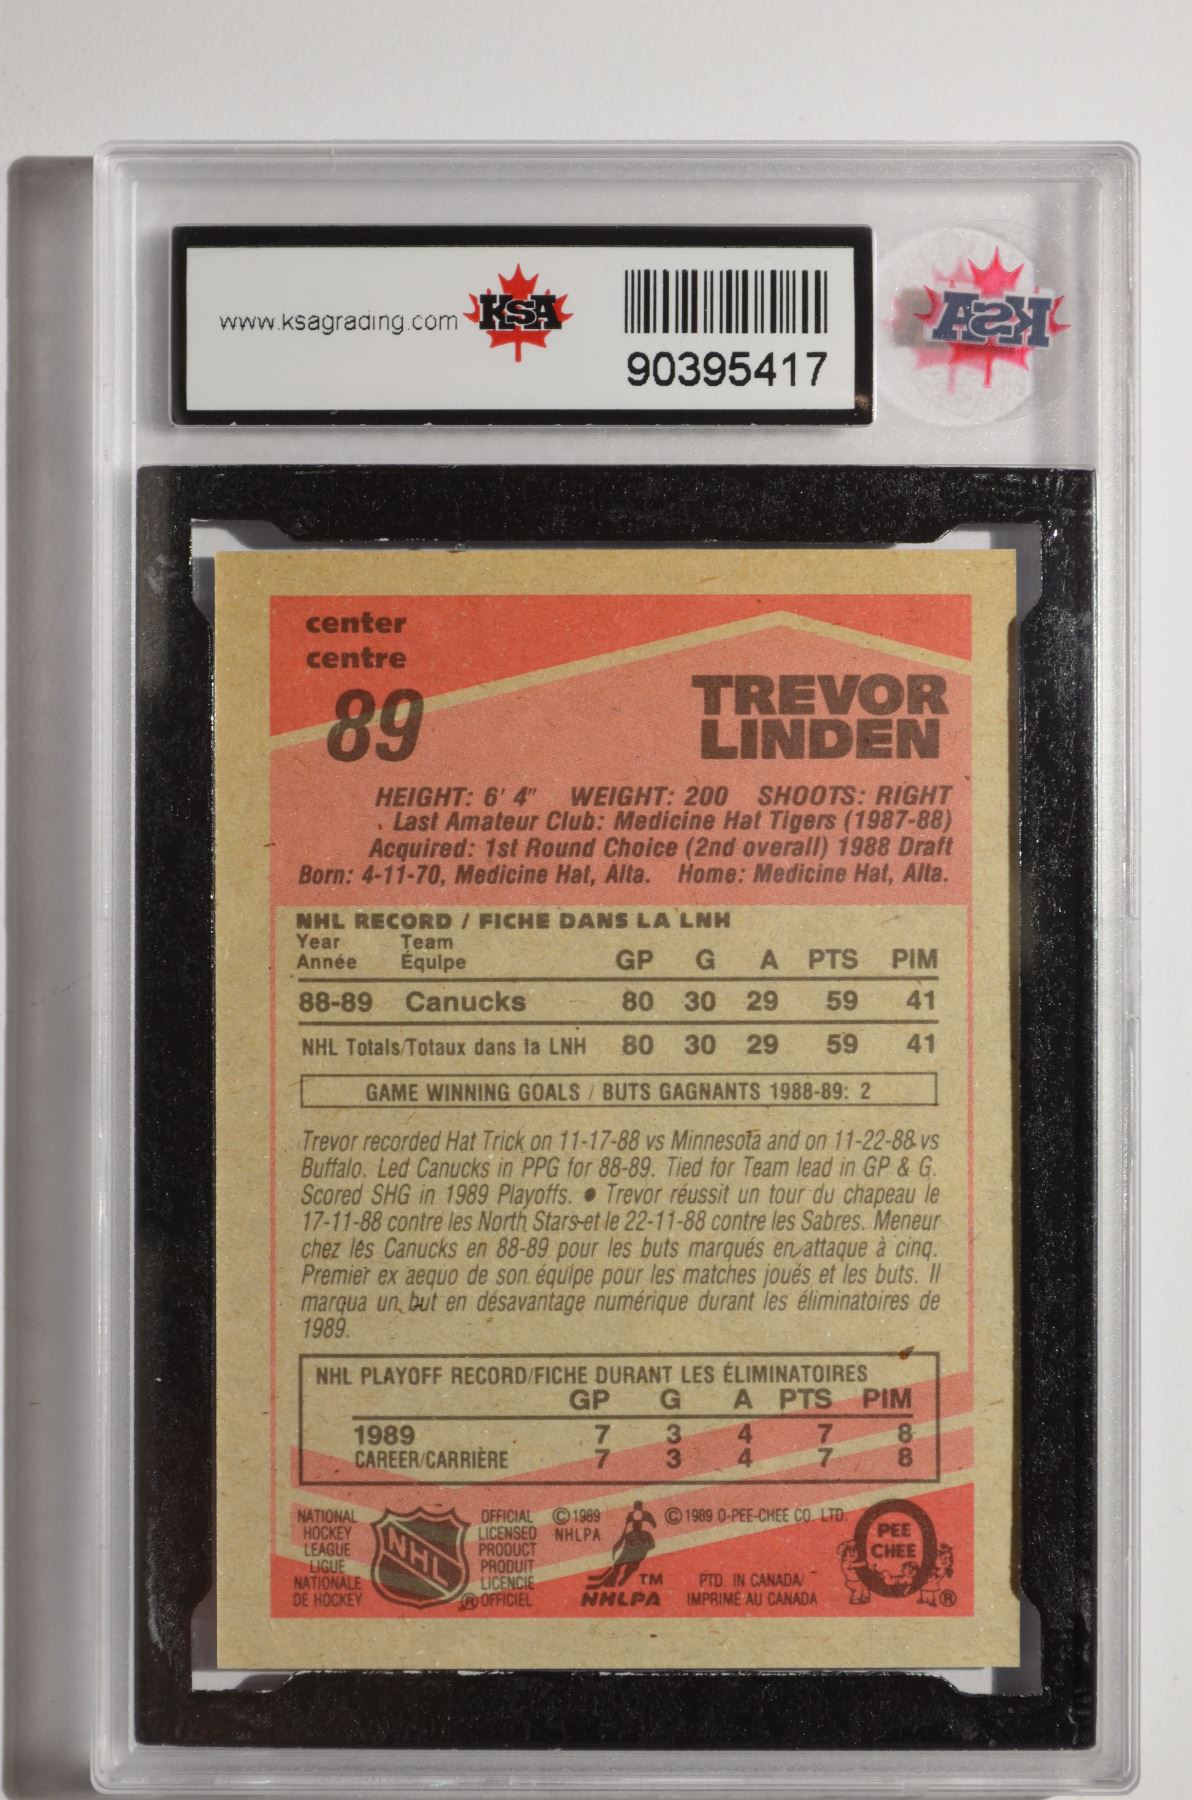 www.ksagrading.com
KSA
90395417
KSA
center
centre
89
TREVOR
LINDEN
HEIGHT: 6' 4" WEIGHT: 200 SHOOTS: RIGHT
Last Amateur Club: Medicine Hat Tigers (1987-88)
Acquired: 1st Round Choice (2nd overall) 1988 Draft
Born: 4-11-70, Medicine Hat, Alta. Home: Medicine Hat, Alta.
NHL RECORD / FICHE DANS LA LNH
Year Team
Année Équipe GP G A PTS PIM
88-89 Canucks 80 30 29 59 41
NHL Totals/Totaux dans la LNH 80 30 29 59 41
GAME WINNING GOALS / BUTS GAGNANTS 1988-89: 2
Trevor recorded Hat Trick on 11-17-88 vs Minnesota and on 11-22-88 vs
Buffalo. Led Canucks in PPG for 88-89. Tied for Team lead in GP & G.
Scored SHG in 1989 Playoffs. ● Trevor réussit un tour du chapeau le
17-11-88 contre les North Stars et le 22-11-88 contre les Sabres. Meneur
chez les Canucks en 88-89 pour les buts marqués en attaque à cinq.
Premier ex aequo de son équipe pour les matches joués et les buts. Il
marqua un but en désavantage numérique durant les éliminatoires de
1989.
NHL PLAYOFF RECORD/FICHE DURANT LES ÉLIMINATOIRES
GP G A PTS PIM
1989 7 3 4 7 8
CAREER/CARRIÈRE 7 3 4 7 8
NATIONAL
HOCKEY
LEAGUE
LIGUE
NATIONALE
DE HOCKEY
NHL
®
OFFICIAL
LICENSED
PRODUCT
PRODUIT
LICENCIE
OFFICIEL
© 1989
NHLPA
TM
NHLPA
© 1989 O-PEE-CHEE CO. LTD.
PTD. IN CANADA/
IMPRIMÉ AU CANADA
O
PEE
CHEE
®